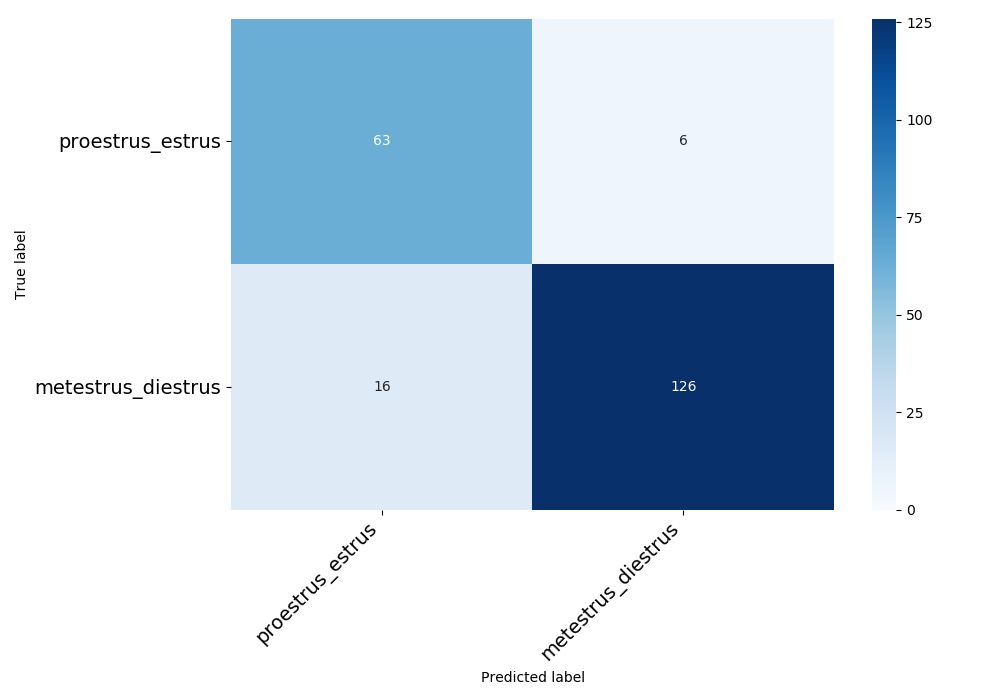 125
proestrus_estrus
63
6
100
True label
75
50
metestrus_diestrus
16
126
25
0
proestrus_estrus
metestrus_diestrus
Predicted label